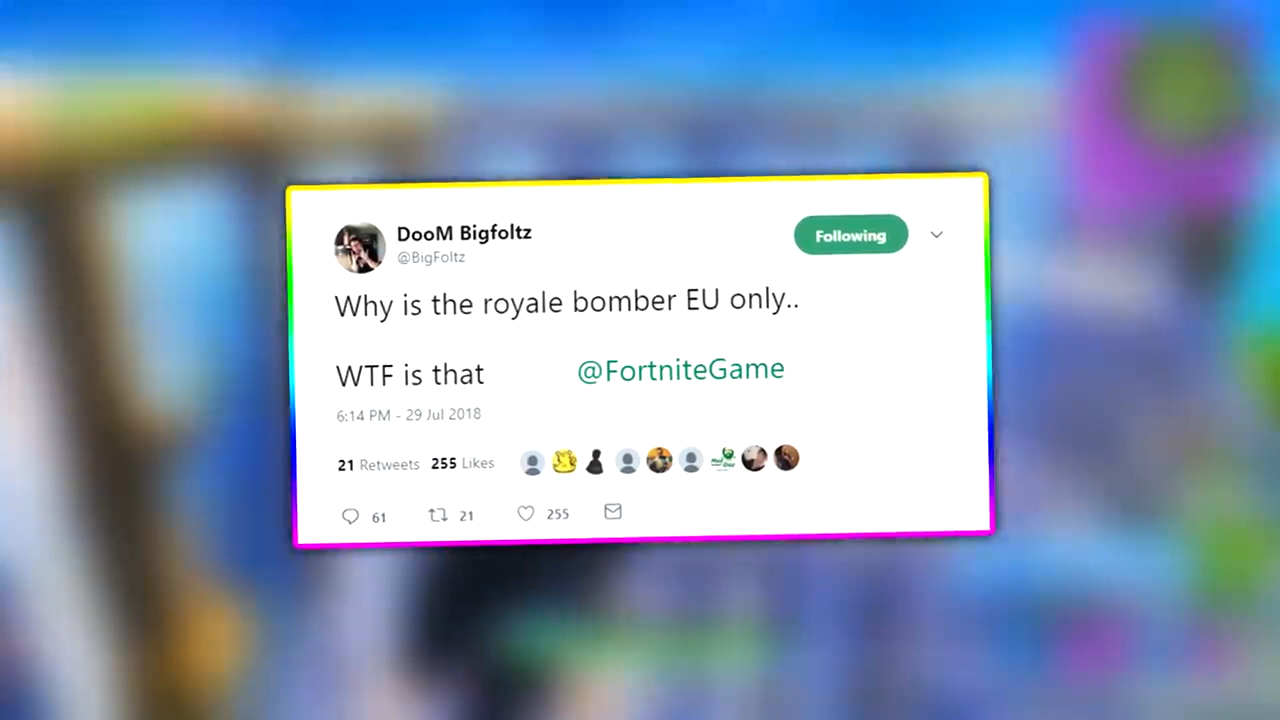 DooM Bigfoltz
@BigFoltz
Following
Why is the royale bomber EU only..
WTF is that @FortniteGame
6:14 PM - 29 Jul 2018
21 Retweets 255 Likes
61 21 255